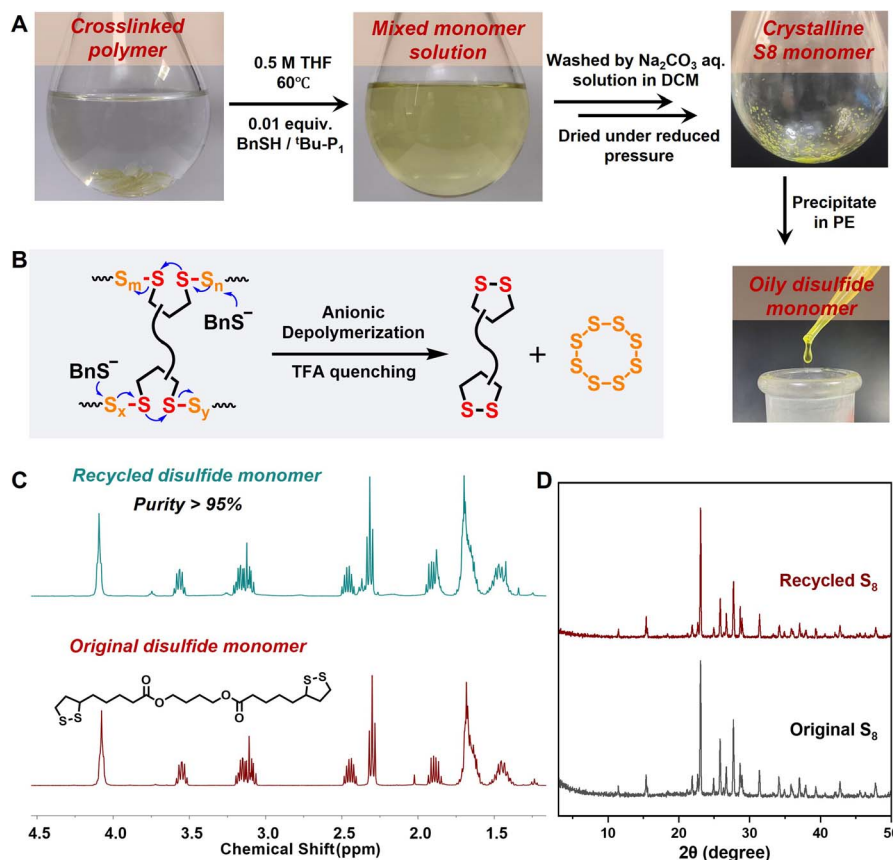 A
Crosslinked
polymer
0.5 M THF
60℃
0.01 equiv.
BnSH / ᵗBu-P₁
Mixed monomer
solution
Washed by Na₂CO₃ aq.
solution in DCM
Dried under reduced
pressure
Crystalline
S8 monomer
Precipitate
in PE
Oily disulfide
monomer
B
Sₘ S S Sₙ
BnS⁻
BnS⁻
Sₓ S S Sᵧ
Anionic
Depolymerization
TFA quenching
S S
S S
+
S S S S S S S S
C
Recycled disulfide monomer
Purity > 95%
Original disulfide monomer
O O S S
S S O O
4.5 4.0 3.5 3.0 2.5 2.0 1.5
Chemical Shift(ppm)
D
Recycled S₈
Original S₈
10 20 30 40 50
2θ (degree)